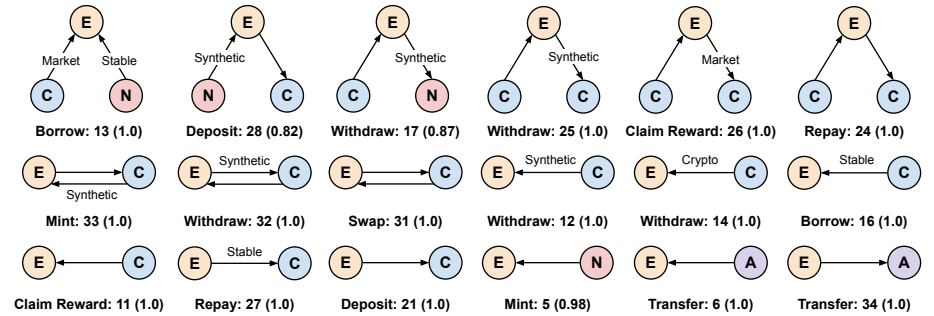 E E E E E E
Market Stable Synthetic Synthetic Synthetic Market
C N N C C N C C C C C C
Borrow: 13 (1.0) Deposit: 28 (0.82) Withdraw: 17 (0.87) Withdraw: 25 (1.0) Claim Reward: 26 (1.0) Repay: 24 (1.0)
Synthetic Synthetic Crypto Stable
E C E C E C E C E C E C
Synthetic
Mint: 33 (1.0) Withdraw: 32 (1.0) Swap: 31 (1.0) Withdraw: 12 (1.0) Withdraw: 14 (1.0) Borrow: 16 (1.0)
Stable
E C E C E C E N E A E A
Claim Reward: 11 (1.0) Repay: 27 (1.0) Deposit: 21 (1.0) Mint: 5 (0.98) Transfer: 6 (1.0) Transfer: 34 (1.0)